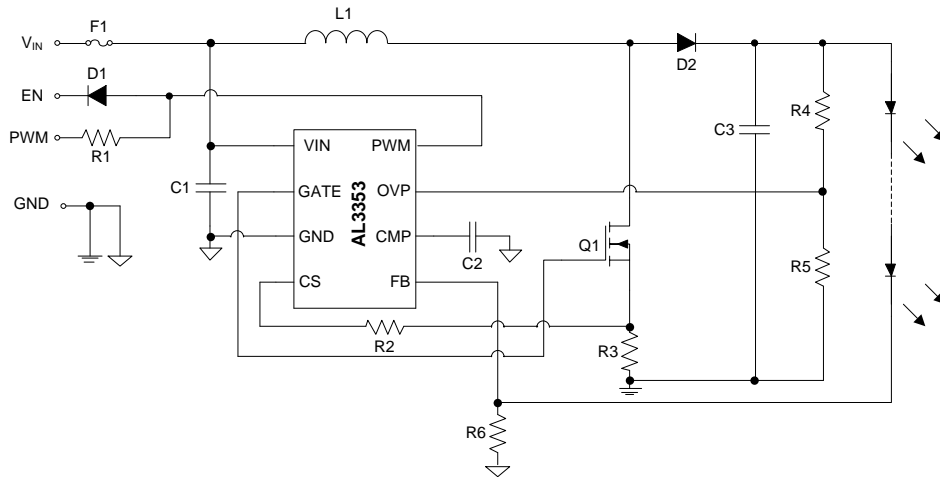 F1
L1
VIN
D1
D2
EN
R4
PWM
C3
R1
VIN
PWM
C1
GATE
OVP
GND
AL3353
GND
CMP
Q1
C2
R5
CS
FB
R2
R3
R6